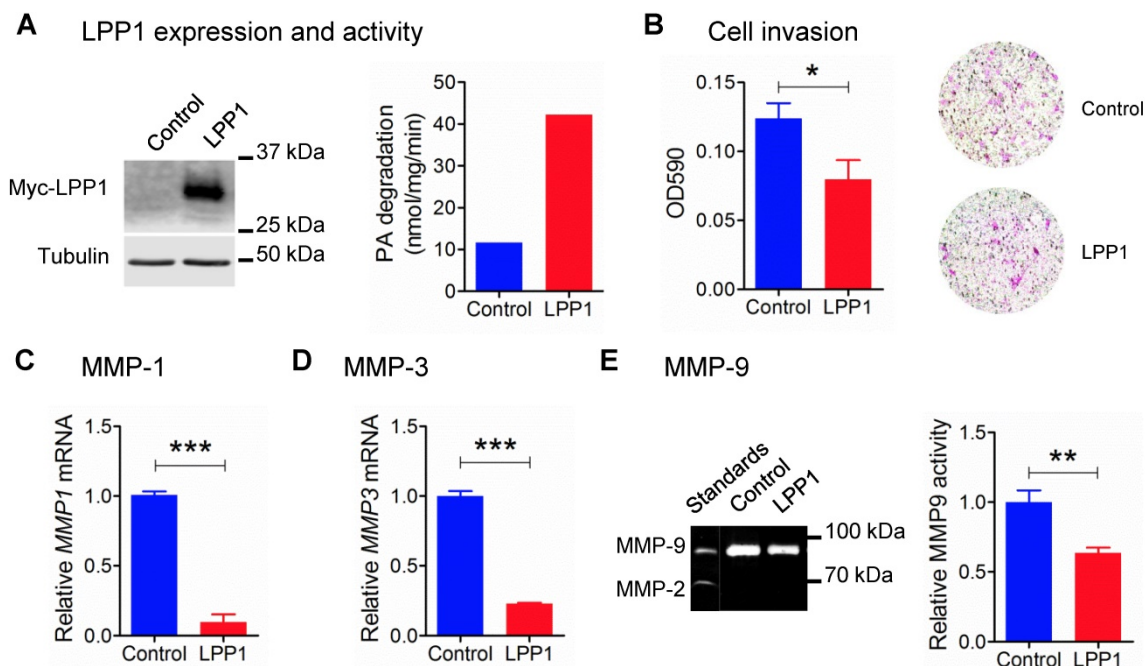 A LPP1 expression and activity
Control
LPP1
37 kDa
Myc-LPP1
25 kDa
Tubulin
50 kDa
PA degradation
(nmol/mg/min)
50
40
30
20
10
0
Control LPP1
B Cell invasion
OD590
0.15
0.10
0.05
0.00
*
Control LPP1
Control
LPP1
C MMP-1
Relative MMP1 mRNA
1.5
1.0
0.5
0.0
***
Control LPP1
D MMP-3
Relative MMP3 mRNA
1.5
1.0
0.5
0.0
***
Control LPP1
E MMP-9
Standards
Control
LPP1
MMP-9
100 kDa
MMP-2
70 kDa
Relative MMP9 activity
1.5
1.0
0.5
0.0
**
Control LPP1